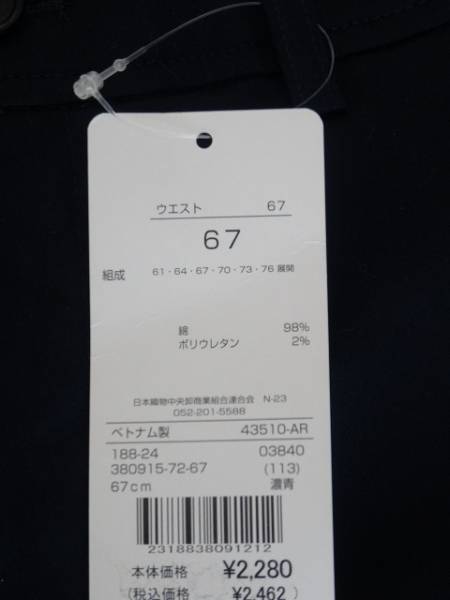 ウエスト 67
67
組成 61・64・67・70・73・76 展開
綿 98%
ポリウレタン 2%
日本織物中央卸商業組合連合会 N-23
052-201-5588
ベトナム製 43510-AR
188-24 03840
380915-72-67 (113)
67cm 濃青
2318838091212
本体価格 ¥2,280
(税込価格 ¥2,462 )